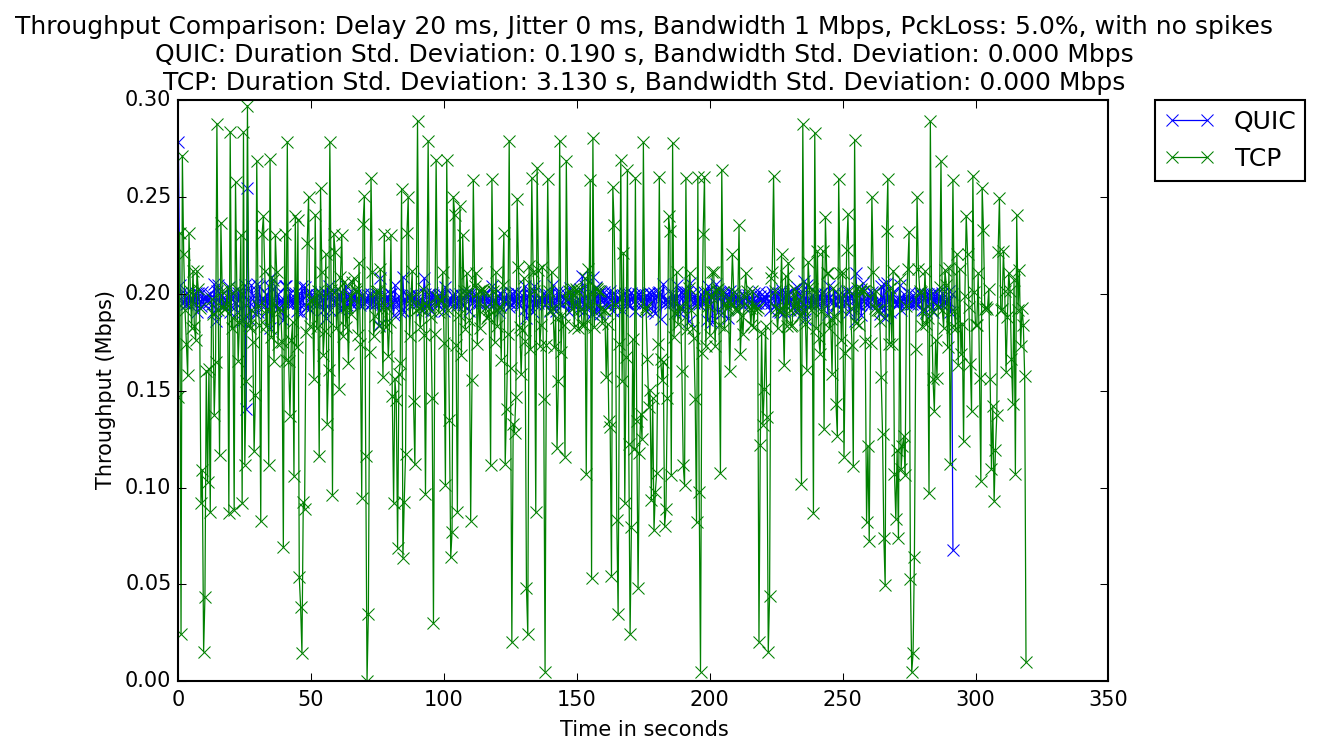 Throughput Comparison: Delay 20 ms, Jitter 0 ms, Bandwidth 1 Mbps, PckLoss: 5.0%, with no spikes
QUIC: Duration Std. Deviation: 0.190 s, Bandwidth Std. Deviation: 0.000 Mbps
TCP: Duration Std. Deviation: 3.130 s, Bandwidth Std. Deviation: 0.000 Mbps
0.30
0.25
0.20
0.15
0.10
0.05
0.00
Throughput (Mbps)
0 50 100 150 200 250 300 350
Time in seconds
QUIC
TCP